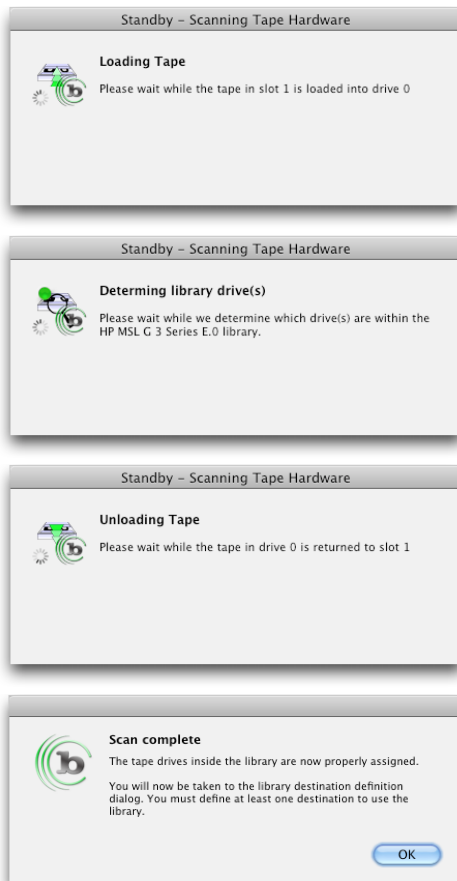 Standby – Scanning Tape Hardware
Loading Tape
Please wait while the tape in slot 1 is loaded into drive 0
Standby – Scanning Tape Hardware
Determing library drive(s)
Please wait while we determine which drive(s) are within the
HP MSL G 3 Series E.0 library.
Standby – Scanning Tape Hardware
Unloading Tape
Please wait while the tape in drive 0 is returned to slot 1
Scan complete
The tape drives inside the library are now properly assigned.
You will now be taken to the library destination definition
dialog. You must define at least one destination to use the
library.
OK